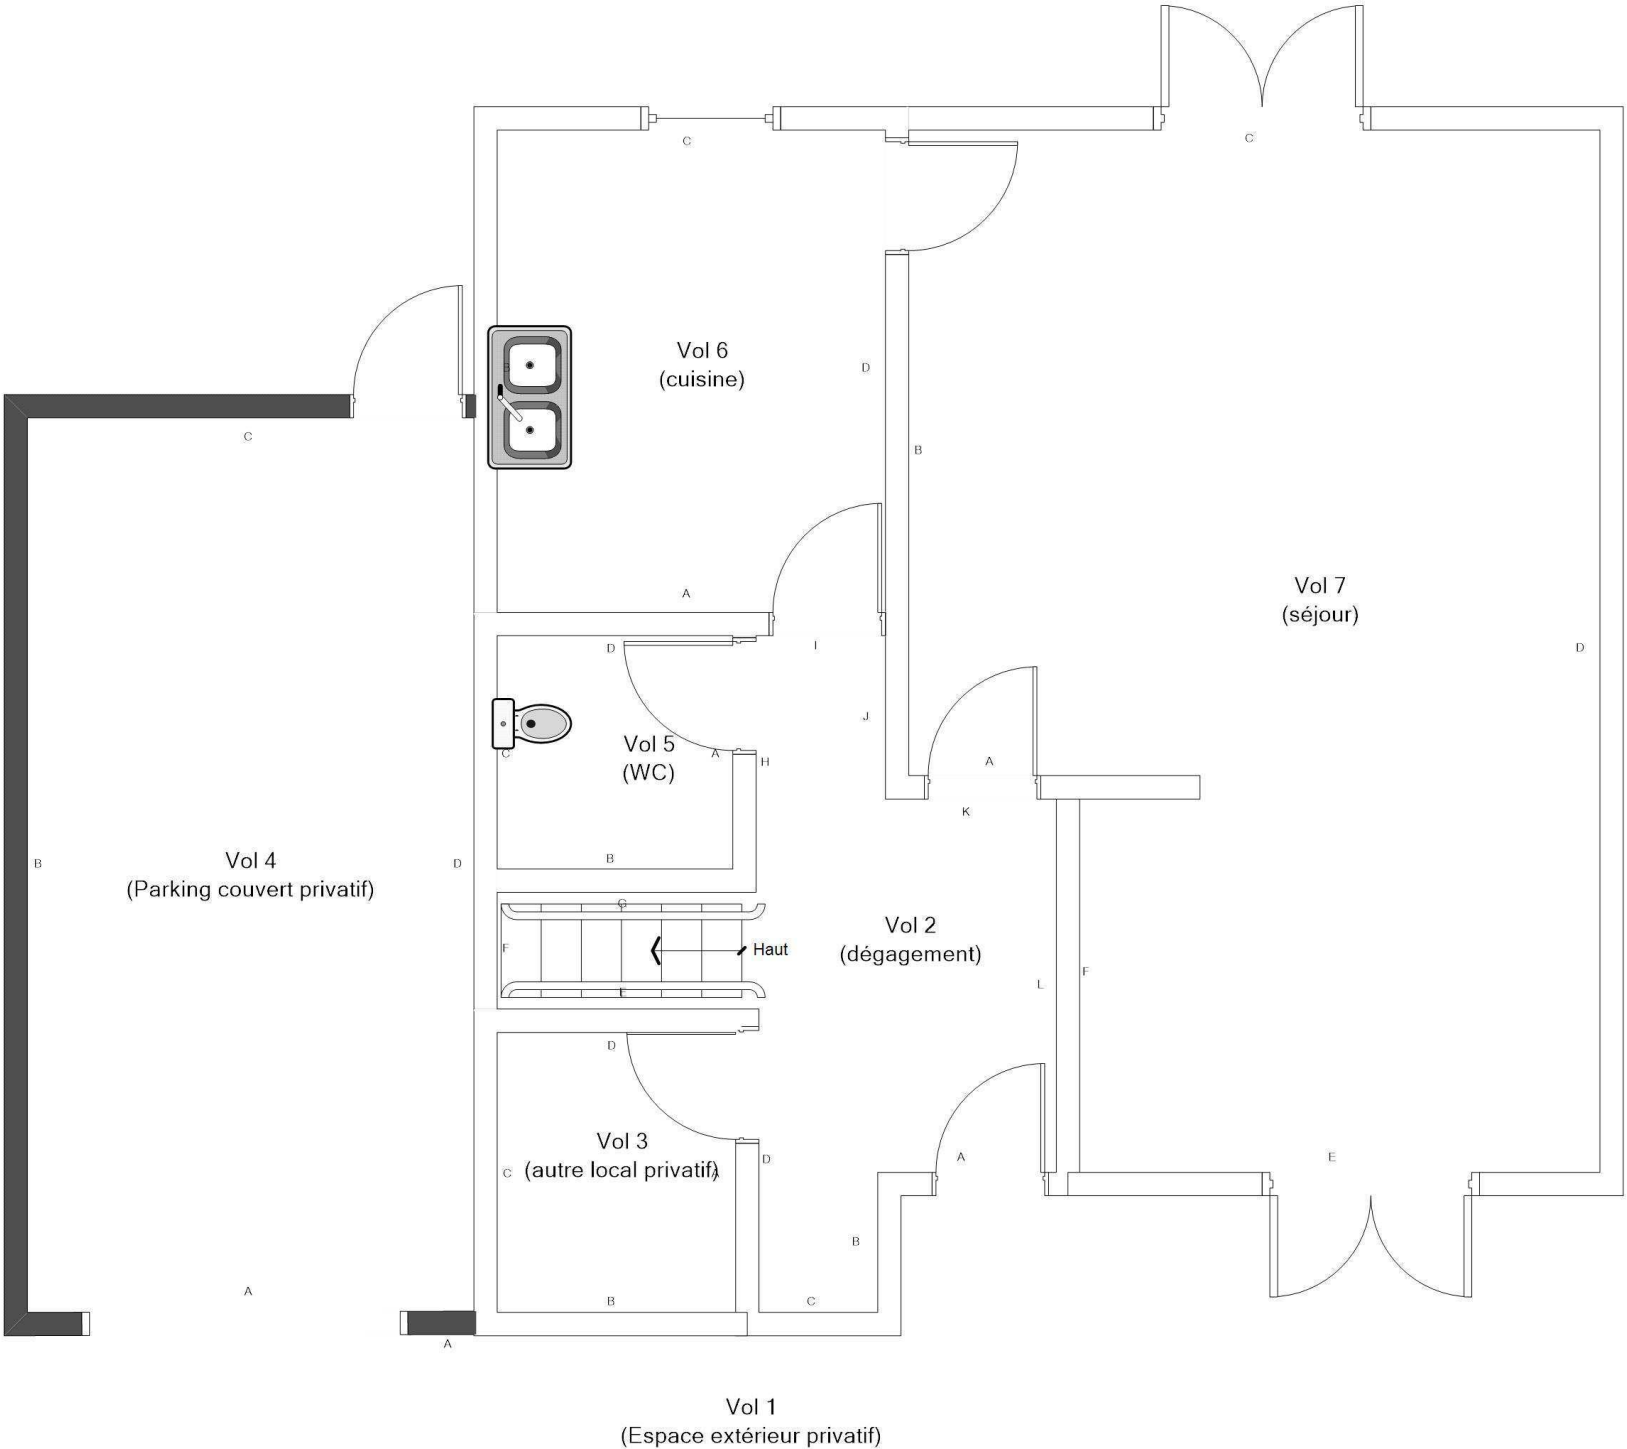 C
C
Vol 6
(cuisine)
B
D
C
B
A
Vol 7
(séjour)
I
D
D
J
Vol 5
(WC)
C
A
H
A
K
B
Vol 4
(Parking couvert privatif)
D
B
G
Vol 2
(dégagement)
F
Haut
L
F
E
D
Vol 3
(autre local privatif)
C
A
D
A
E
B
A
B
C
A
Vol 1
(Espace extérieur privatif)